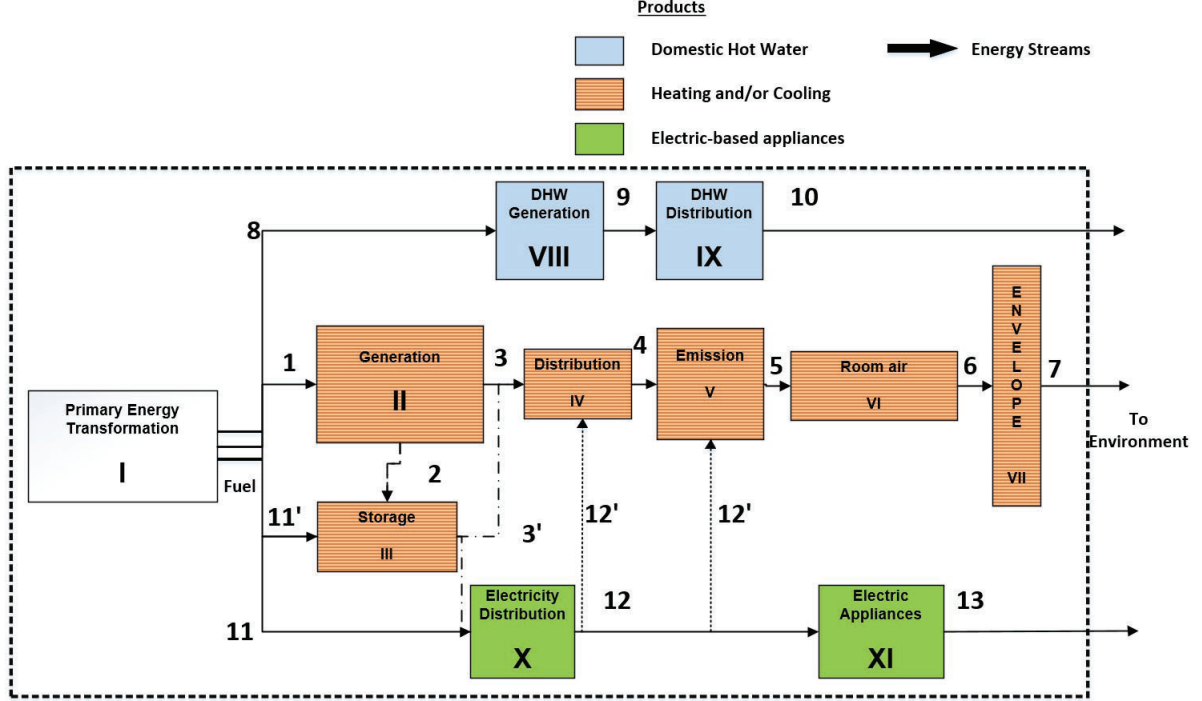 Products
Domestic Hot Water
Energy Streams
Heating and/or Cooling
Electric-based appliances
8
DHW
Generation
VIII
9
DHW
Distribution
IX
10
Primary Energy
Transformation
I
Fuel
1
Generation
II
3
Distribution
IV
4
Emission
V
5
Room air
VI
6
ENVELOPE
VII
7
To
Environment
2
11'
Storage
III
3'
12'
12'
11
Electricity
Distribution
X
12
Electric
Appliances
XI
13